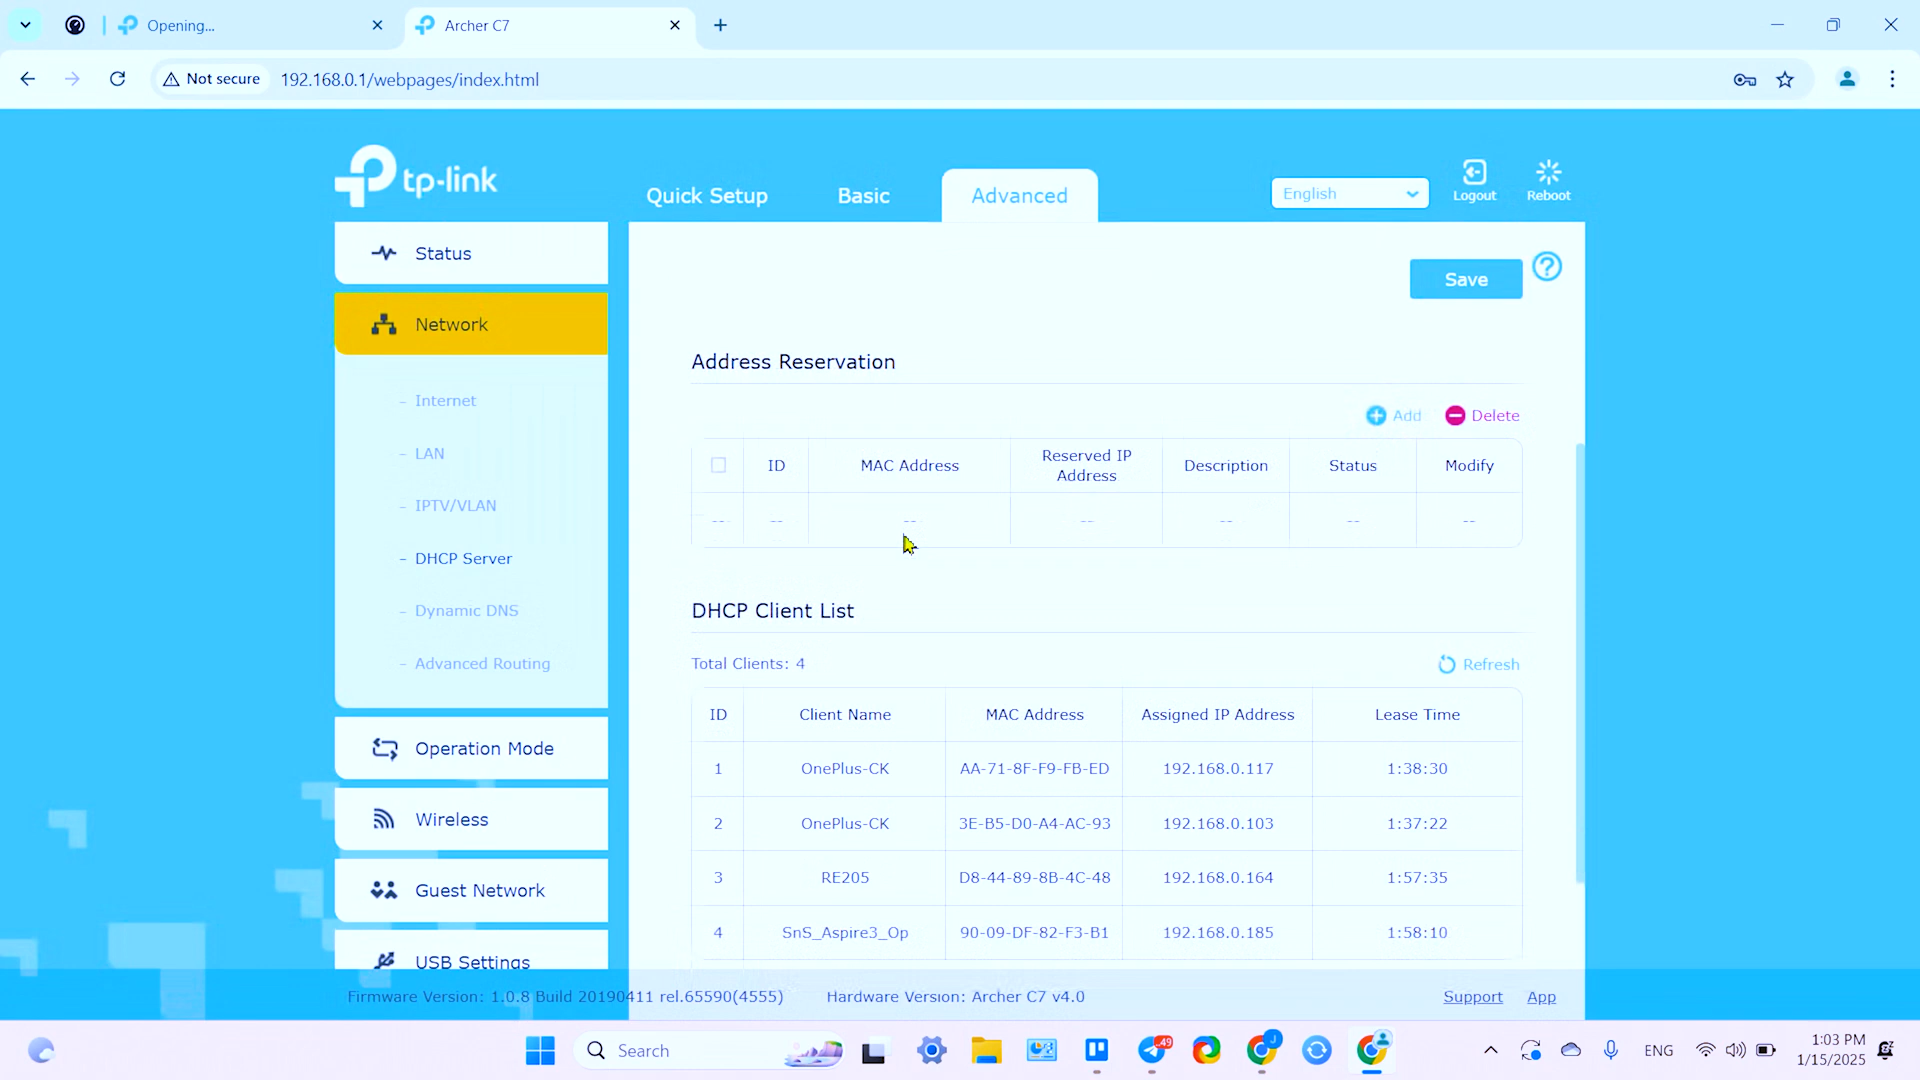 Opening...
Archer C7
Not secure
192.168.0.1/webpages/index.html
tp-link
Quick Setup
Basic
Advanced
English
Logout
Reboot
Status
Network
- Internet
- LAN
- IPTV/VLAN
- DHCP Server
- Dynamic DNS
- Advanced Routing
Operation Mode
Wireless
Guest Network
USB Settings
Save
Address Reservation
Add
Delete
ID MAC Address Reserved IP Address Description Status Modify
-- -- -- -- -- -- --
DHCP Client List
Total Clients: 4
Refresh
ID Client Name MAC Address Assigned IP Address Lease Time
1 OnePlus-CK AA-71-8F-F9-FB-ED 192.168.0.117 1:38:30
2 OnePlus-CK 3E-B5-D0-A4-AC-93 192.168.0.103 1:37:22
3 RE205 D8-44-89-8B-4C-48 192.168.0.164 1:57:35
4 SnS_Aspire3_Op 90-09-DF-82-F3-B1 192.168.0.185 1:58:10
Firmware Version: 1.0.8 Build 20190411 rel.65590(4555)
Hardware Version: Archer C7 v4.0
Support
App
Search
49
J
ENG
1:03 PM
1/15/2025